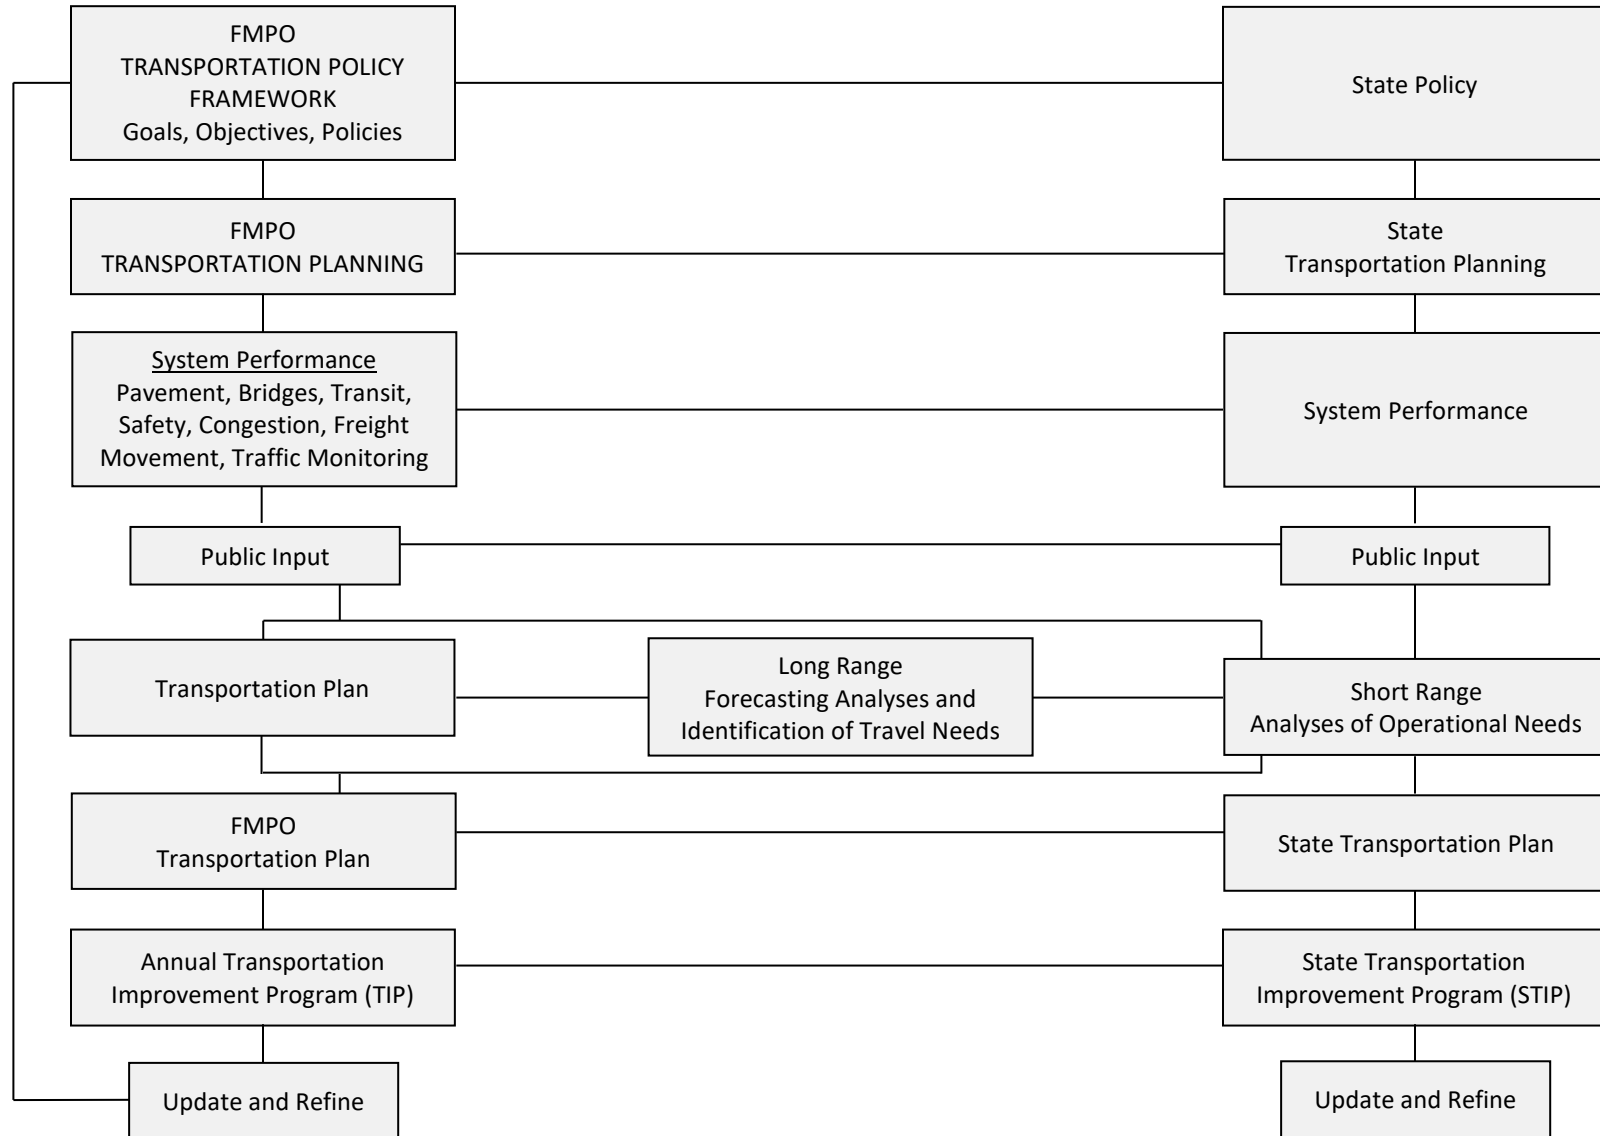 FMPO
TRANSPORTATION POLICY
FRAMEWORK
Goals, Objectives, Policies
State Policy
FMPO
TRANSPORTATION PLANNING
State
Transportation Planning
System Performance
Pavement, Bridges, Transit,
Safety, Congestion, Freight
Movement, Traffic Monitoring
System Performance
Public Input
Public Input
Transportation Plan
Long Range
Forecasting Analyses and
Identification of Travel Needs
Short Range
Analyses of Operational Needs
FMPO
Transportation Plan
State Transportation Plan
Annual Transportation
Improvement Program (TIP)
State Transportation
Improvement Program (STIP)
Update and Refine
Update and Refine